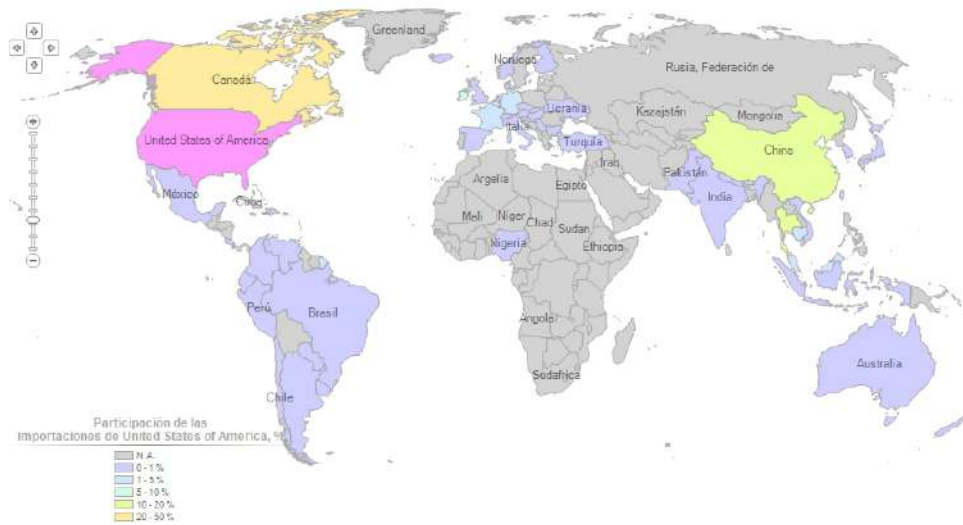 Greenland
Noruega
Rusia, Federación de
Canadá
Ucrania
Kazajstán
Mongolia
Italia
United States of America
Turquía
China
Iraq
Pakistán
Argelia
Egipto
México
Cuba
India
Mali
Niger
Chad
Sudan
Nigeria
Ethiopia
Perú
Brasil
Angola
Australia
Sudafrica
Chile
Participación de las
Importaciones de United States of America, %
N.A.
0 - 1 %
1 - 5 %
5 - 10 %
10 - 20 %
20 - 50 %